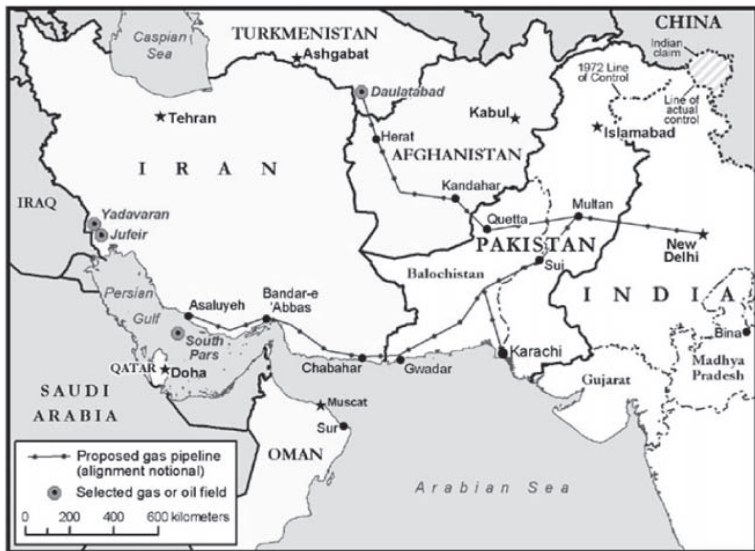 Caspian
Sea
TURKMENISTAN
Ashgabat
CHINA
Indian
claim
1972 Line
of Control
Line of
actual
control
Daulatabad
Tehran
Kabul
Islamabad
Herat
AFGHANISTAN
I R A N
Kandahar
IRAQ
Yadavaran
Jufeir
Quetta
Multan
PAKISTAN
New
Delhi
Balochistan
Sui
Persian
Gulf
Asaluyeh
Bandar-e
'Abbas
I N D I A
South
Pars
Bina
QATAR
Doha
Chabahar
Gwadar
Karachi
Madhya
Pradesh
SAUDI
ARABIA
Gujarat
Muscat
Sur
OMAN
Proposed gas pipeline
(alignment notional)
Selected gas or oil field
0 200 400 600 kilometers
Arabian Sea